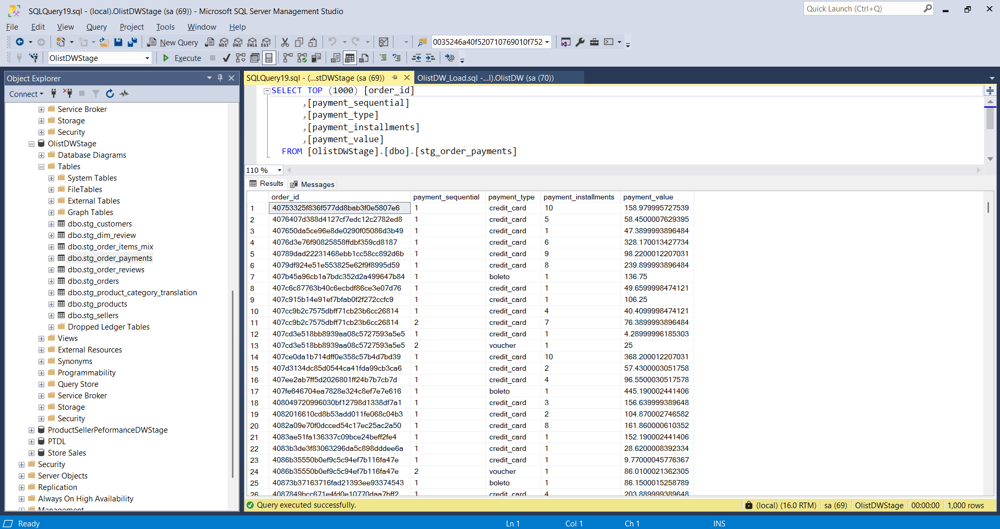 SQLQuery19.sql - (local).OlistDWStage (sa (69)) - Microsoft SQL Server Management Studio
Quick Launch (Ctrl+Q)
File Edit View Query Project Tools Window Help
New Query MDX DMX XMLA DAX 0035246a40f520710769010f752
OlistDWStage Execute
Object Explorer
Connect
Service Broker
Storage
Security
OlistDWStage
Database Diagrams
Tables
System Tables
FileTables
External Tables
Graph Tables
dbo.stg_customers
dbo.stg_dim_review
dbo.stg_order_items_mix
dbo.stg_order_payments
dbo.stg_order_reviews
dbo.stg_orders
dbo.stg_product_category_translation
dbo.stg_products
dbo.stg_sellers
Dropped Ledger Tables
Views
External Resources
Synonyms
Programmability
Query Store
Service Broker
Storage
Security
ProductSellerPeformanceDWStage
PTDL
Store Sales
Security
Server Objects
Replication
Always On High Availability
Management
SQLQuery19.sql - (...stDWStage (sa (69)) OlistDW_Load.sql -...l).OlistDW (sa (70))
SELECT TOP (1000) [order_id]
,[payment_sequential]
,[payment_type]
,[payment_installments]
,[payment_value]
FROM [OlistDWStage].[dbo].[stg_order_payments]
110 %
Results Messages
order_id payment_sequential payment_type payment_installments payment_value
1 40753325f836f577dd8bab3f0e5807e6 1 credit_card 10 158.979995727539
2 4076407d388d4127cf7edc12c2782ed8 1 credit_card 5 58.4500007629395
3 407650da5ce96e8de0290f05086d3b49 1 credit_card 1 47.3899993896484
4 4076d3e76f90825858ffdbf359cd8187 1 credit_card 6 328.170013427734
5 40789dad22231468ebb1cc58cc892d6b 1 credit_card 9 98.2200012207031
6 4079df924e51e553825e62f9f8995d59 1 credit_card 8 239.899993896484
7 407b45a96cb1a7bdc352d2a499647b84 1 boleto 1 136.75
8 407c6c87763b40c6ecbdf86ce3e07d76 1 credit_card 1 49.6599998474121
9 407c915b14e91ef7bfab0f2f272ccfc9 1 credit_card 1 106.25
10 407cc9b2c7575dbff71cb23b6cc26814 1 credit_card 4 40.4099998474121
11 407cc9b2c7575dbff71cb23b6cc26814 2 credit_card 7 76.3899993896484
12 407cd3e518bb8939aa08c5727593a5e5 1 credit_card 1 4.28999996185303
13 407cd3e518bb8939aa08c5727593a5e5 2 voucher 1 25
14 407ce0da1b714dff0e358c57b4d7bd39 1 credit_card 10 368.200012207031
15 407d3134dc85d0544ca41fda99cb3ca6 1 credit_card 2 57.4300003051758
16 407ee2ab7ff5d2026801ff24b7b7cb7d 1 credit_card 4 96.5500030517578
17 407fe646704ea7828e324c8ef7e7e616 1 boleto 1 445.190002441406
18 408049720996030bf12798d1338df7a1 1 credit_card 3 156.639999389648
19 4082016610cd8b53add011fe068c04b3 1 credit_card 2 104.870002746582
20 4082a09e70f0dcced54c17ec25ac2a50 1 credit_card 8 161.860000610352
21 4083ae51fa136337c09bce24beff2fe4 1 credit_card 1 152.190002441406
22 4083b3de3f83063296da5c898dddee6a 1 credit_card 1 28.6200008392334
23 4086b35550b0ef9c5c94ef7b116fa47e 1 credit_card 1 9.77000045776367
24 4086b35550b0ef9c5c94ef7b116fa47e 2 voucher 1 86.0100021362305
25 40873b37163716fad21393ee93374543 1 boleto 1 86.1500015258789
26 4087849bcc671e4fd0e10770daa7bff2 1 credit_card 4 203.889999389648
Query executed successfully. (local) (16.0 RTM) sa (69) OlistDWStage 00:00:00 1,000 rows
Ready Ln 1 Col 1 Ch 1 INS